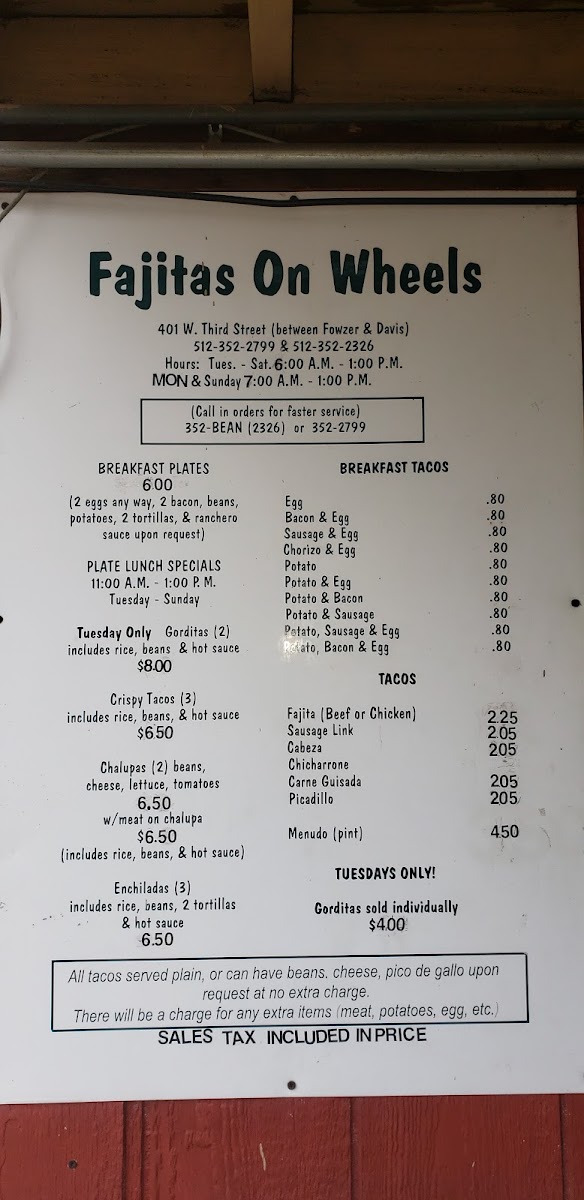 Fajitas On Wheels
401 W. Third Street (between Fowzer & Davis)
512-352-2799 & 512-352-2326
Hours: Tues. - Sat. 6:00 A.M. - 1:00 P.M.
MON & Sunday 7:00 A.M. - 1:00 P.M.
(Call in orders for faster service)
352-BEAN (2326) or 352-2799
BREAKFAST PLATES
6.00
(2 eggs any way, 2 bacon, beans,
potatoes, 2 tortillas, & ranchero
sauce upon request)
PLATE LUNCH SPECIALS
11:00 A.M. - 1:00 P. M.
Tuesday - Sunday
Tuesday Only Gorditas (2)
includes rice, beans & hot sauce
$8.00
Crispy Tacos (3)
includes rice, beans, & hot sauce
$6.50
Chalupas (2) beans,
cheese, lettuce, tomatoes
6.50
w/meat on chalupa
$6.50
(includes rice, beans, & hot sauce)
Enchiladas (3)
includes rice, beans, 2 tortillas
& hot sauce
6.50
BREAKFAST TACOS
Egg .80
Bacon & Egg .80
Sausage & Egg .80
Chorizo & Egg .80
Potato .80
Potato & Egg .80
Potato & Bacon .80
Potato & Sausage .80
Potato, Sausage & Egg .80
Potato, Bacon & Egg .80
TACOS
Fajita (Beef or Chicken) 2.25
Sausage Link 2.05
Cabeza 205
Chicharrone
Carne Guisada 205
Picadillo 205
Menudo (pint) 450
TUESDAYS ONLY!
Gorditas sold individually
$4.00
All tacos served plain, or can have beans. cheese, pico de gallo upon
request at no extra charge.
There will be a charge for any extra items (meat, potatoes, egg, etc.)
SALES TAX INCLUDED IN PRICE